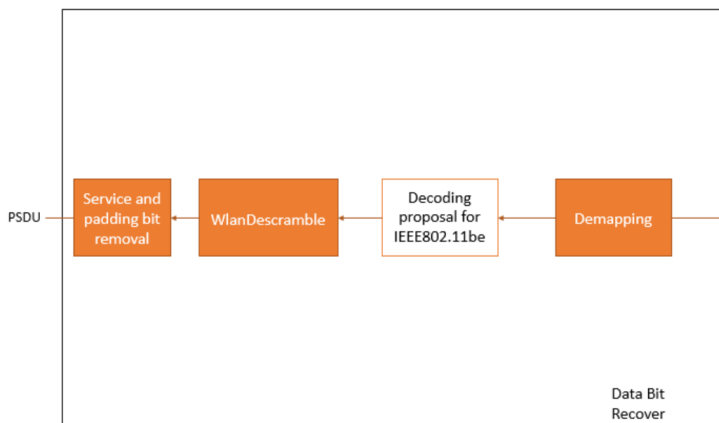 PSDU
Service and
padding bit
removal
WlanDescramble
Decoding
proposal for
IEEE802.11be
Demapping
Data Bit
Recover